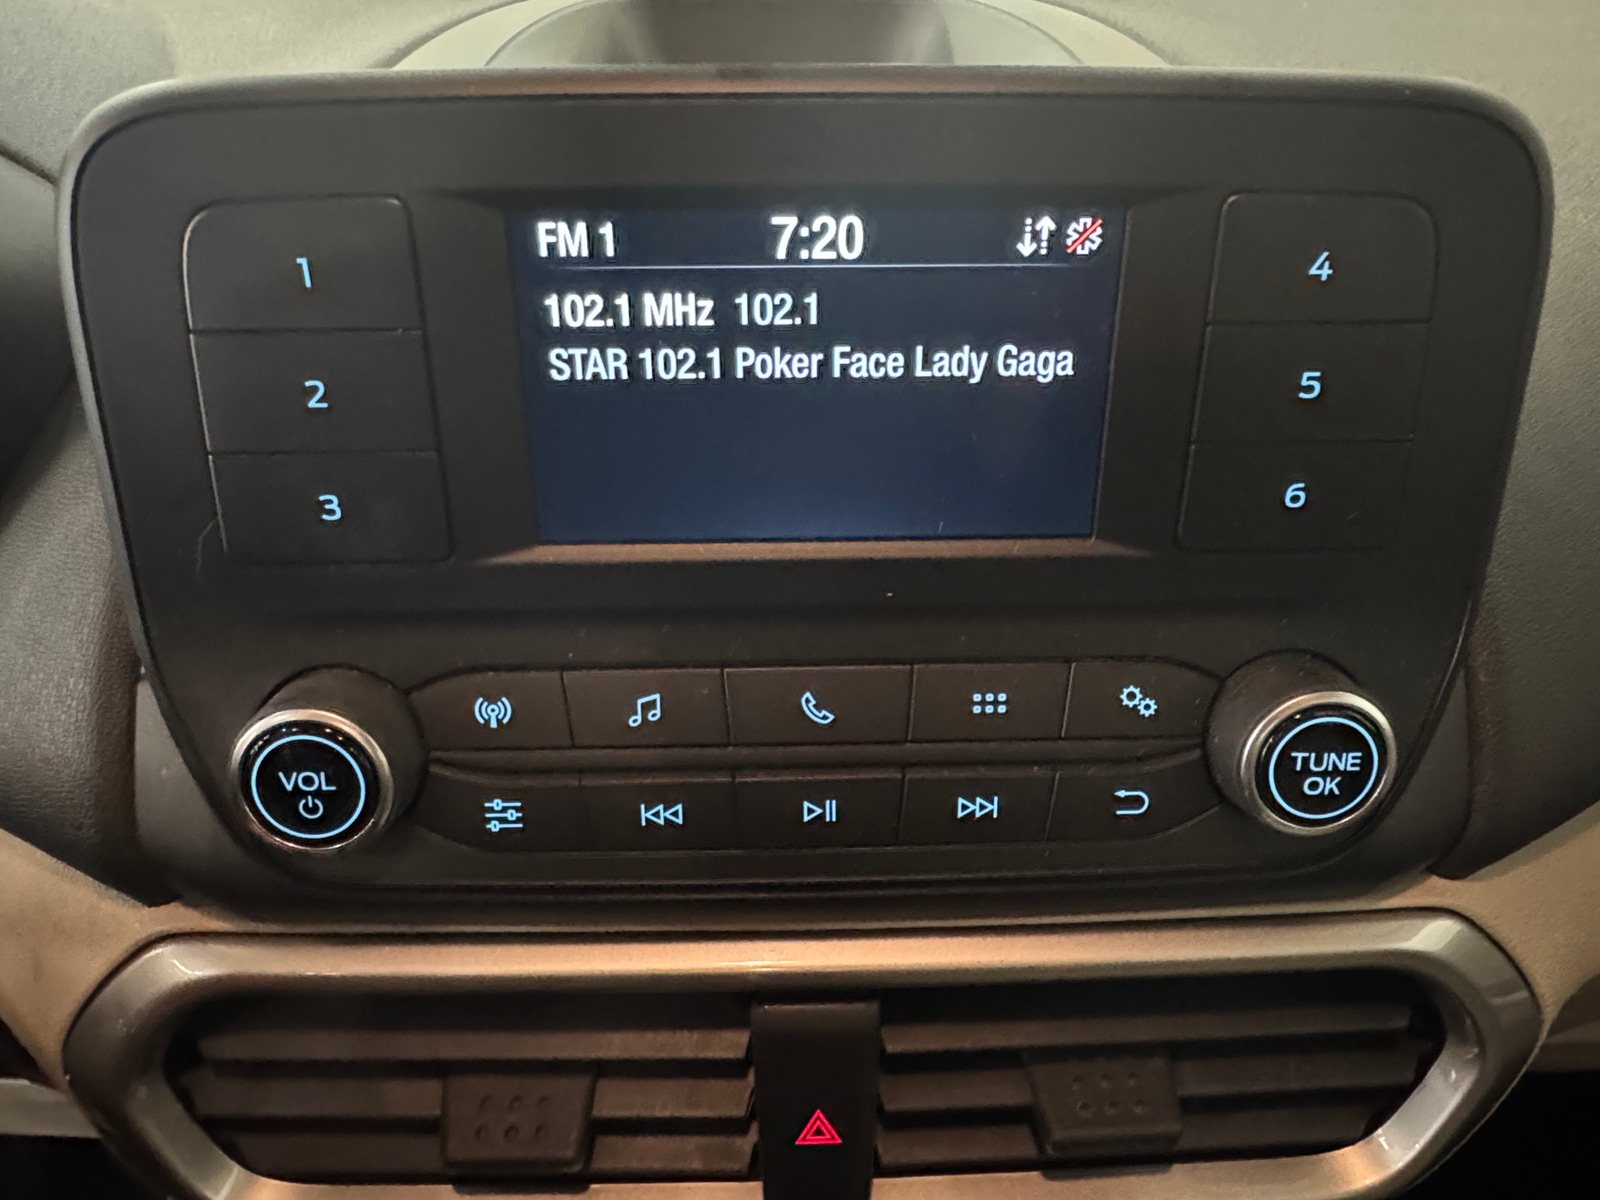 FM 1 7:20
102.1 MHz 102.1
STAR 102.1 Poker Face Lady Gaga
1
2
3
4
5
6
VOL
TUNE
OK